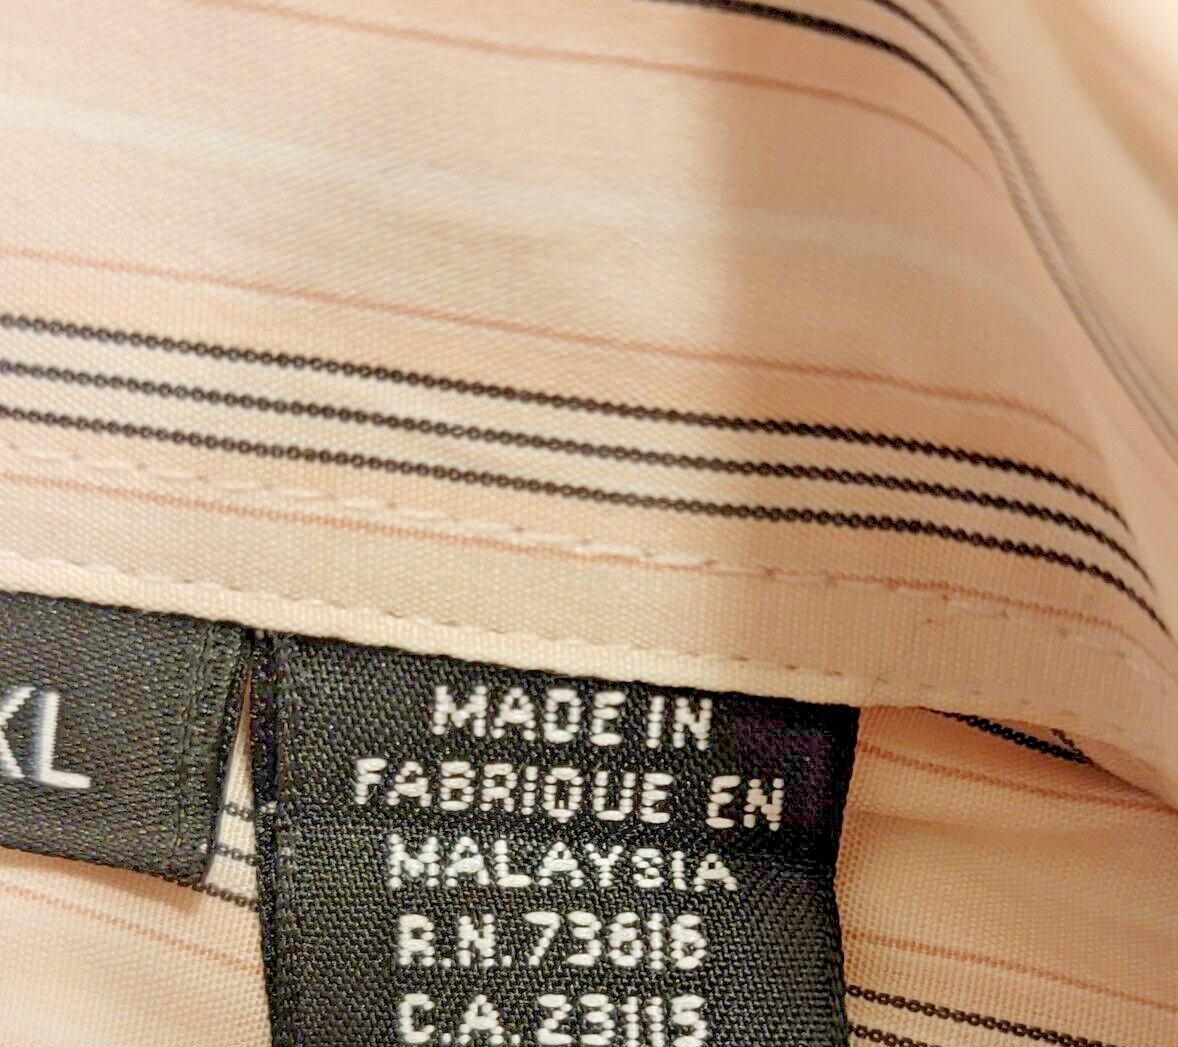 XL
MADE IN
FABRIQUE EN
MALAYSIA
R.N.73616
C.A.23115